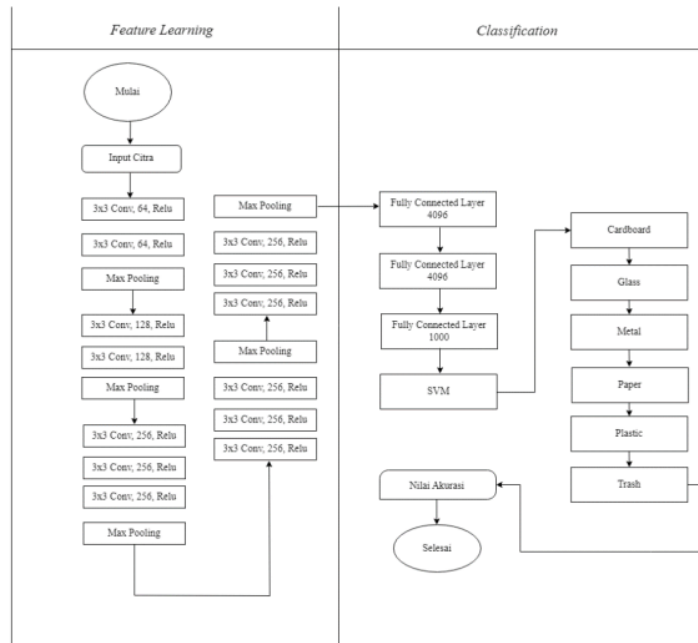 Feature Learning
Classification
Mulai
Input Citra
3x3 Conv, 64, Relu
3x3 Conv, 64, Relu
Max Pooling
3x3 Conv, 128, Relu
3x3 Conv, 128, Relu
Max Pooling
3x3 Conv, 256, Relu
3x3 Conv, 256, Relu
3x3 Conv, 256, Relu
Max Pooling
3x3 Conv, 256, Relu
3x3 Conv, 256, Relu
3x3 Conv, 256, Relu
Max Pooling
3x3 Conv, 256, Relu
3x3 Conv, 256, Relu
3x3 Conv, 256, Relu
Max Pooling
Fully Connected Layer
4096
Fully Connected Layer
4096
Fully Connected Layer
1000
SVM
Cardboard
Glass
Metal
Paper
Plastic
Trash
Nilai Akurasi
Selesai